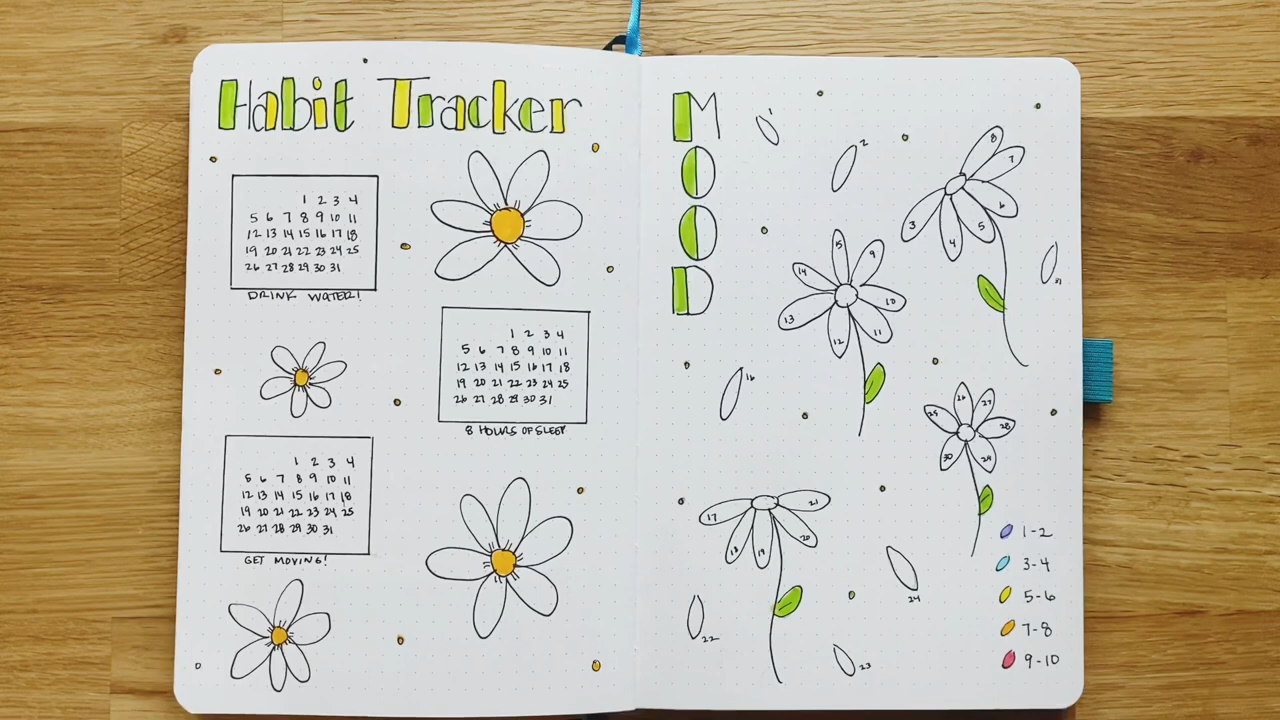 Habit Tracker
1 2 3 4
5 6 7 8 9 10 11
12 13 14 15 16 17 18
19 20 21 22 23 24 25
26 27 28 29 30 31
DRINK WATER!
1 2 3 4
5 6 7 8 9 10 11
12 13 14 15 16 17 18
19 20 21 22 23 24 25
26 27 28 29 30 31
8 HOURS OF SLEEP
1 2 3 4
5 6 7 8 9 10 11
12 13 14 15 16 17 18
19 20 21 22 23 24 25
26 27 28 29 30 31
GET MOVING!
MOOD
1
2
3
4
5
6
7
8
9
10
11
12
13
14
15
16
17
18
19
20
21
22
23
24
25
26
27
28
29
30
31
1-2
3-4
5-6
7-8
9-10